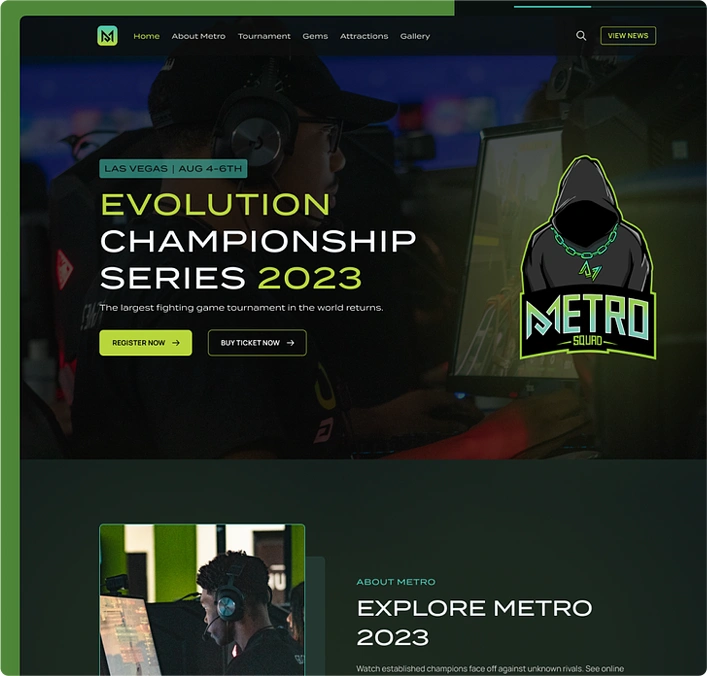 Home About Metro Tournament Gems Attractions Gallery VIEW NEWS
LAS VEGAS | AUG 4-6TH
EVOLUTION
CHAMPIONSHIP
SERIES 2023
The largest fighting game tournament in the world returns.
REGISTER NOW → BUY TICKET NOW →
METRO
SQUAD
ABOUT METRO
EXPLORE METRO
2023
Watch established champions face off against unknown rivals. See online